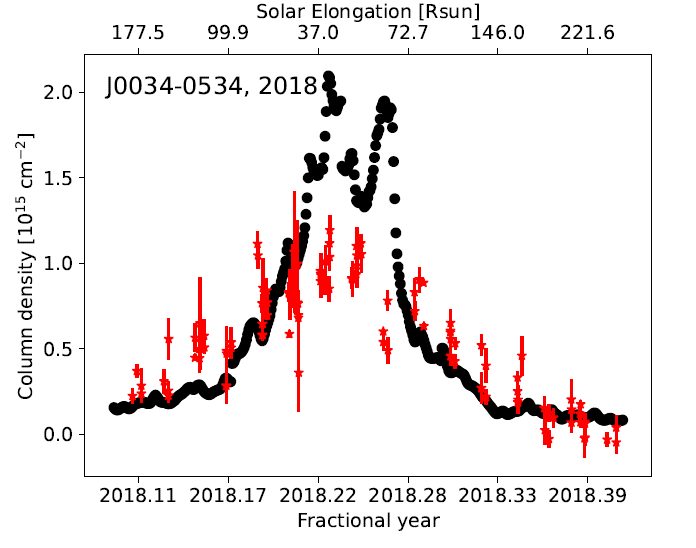 Solar Elongation [Rsun]
177.5 99.9 37.0 72.7 146.0 221.6
J0034-0534, 2018
2.0
1.5
1.0
0.5
0.0
Column density [10¹⁵ cm⁻²]
2018.11 2018.17 2018.22 2018.28 2018.33 2018.39
Fractional year